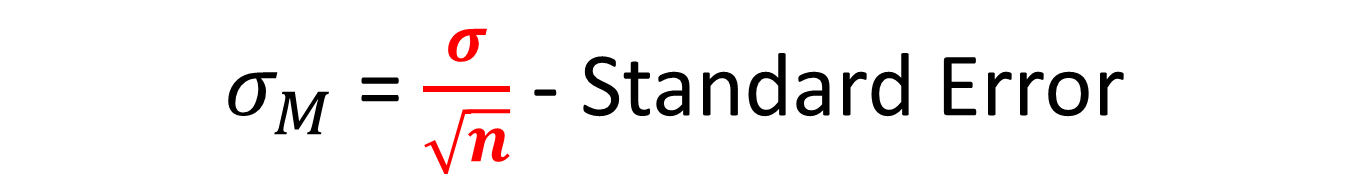 σ_M = σ/√n - Standard Error